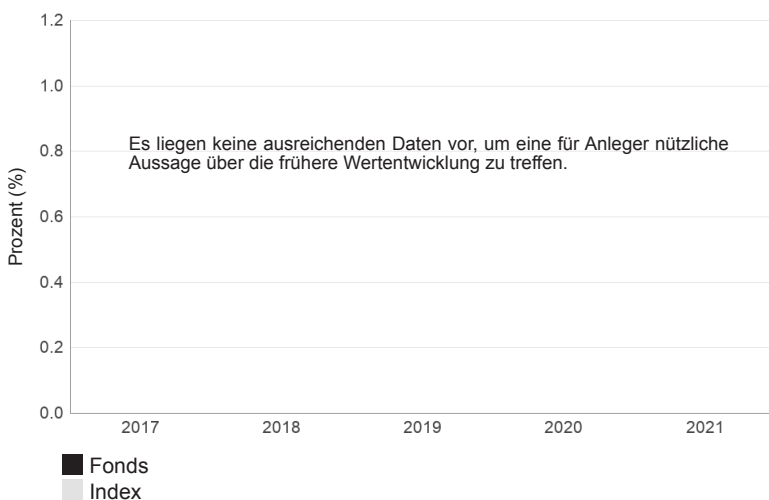 1.2
1.0
Es liegen keine ausreichenden Daten vor, um eine für Anleger nützliche
0.8
Aussage über die frühere Wertentwicklung zu treffen.
Prozent (%)
0.6
0.4
0.2
0.0
2017 2018 2019 2020 2021
Fonds
Index